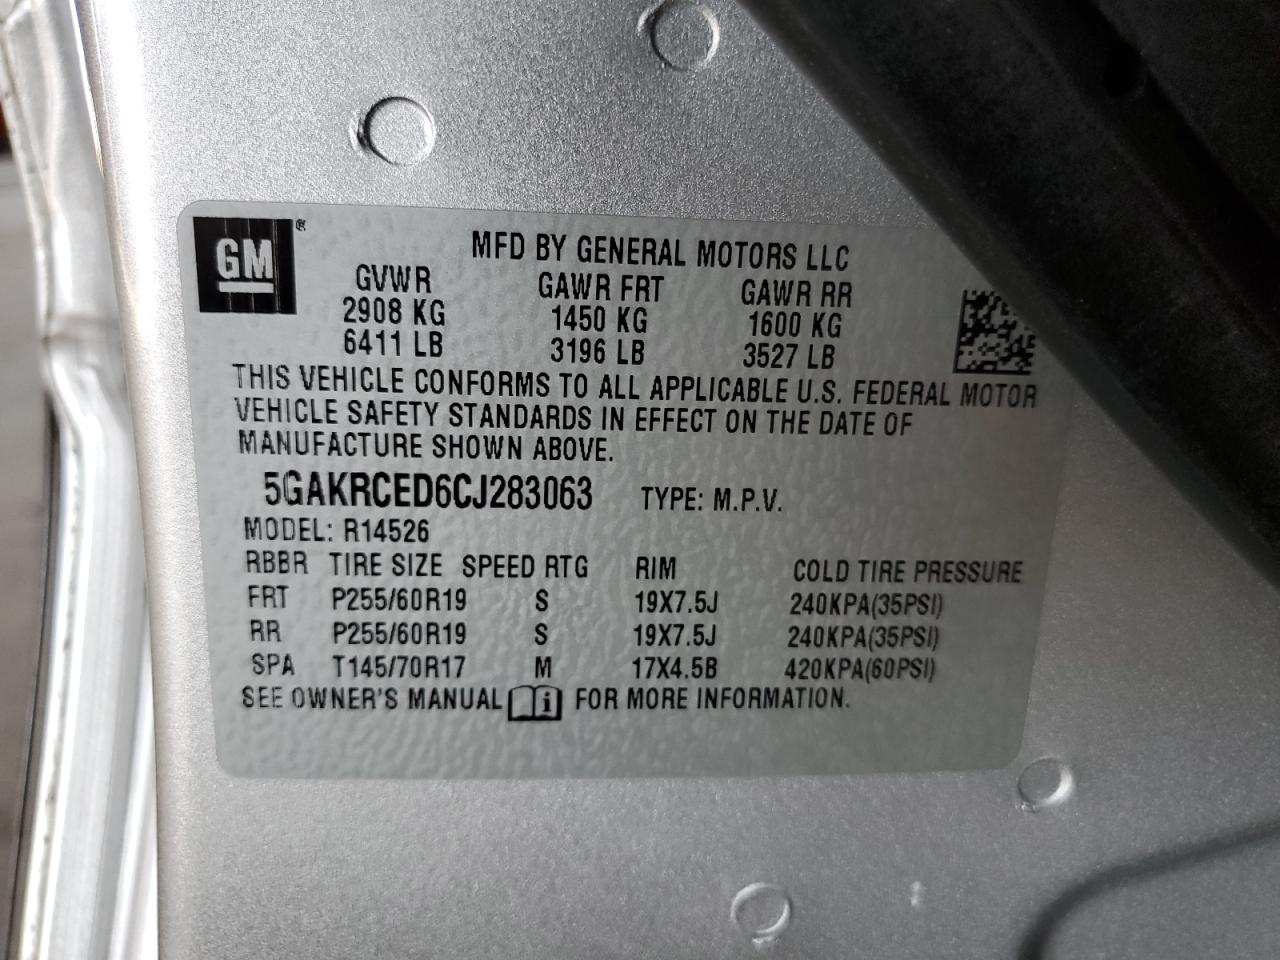 GM®
MFD BY GENERAL MOTORS LLC
GVWR GAWR FRT GAWR RR
2908 KG 1450 KG 1600 KG
6411 LB 3196 LB 3527 LB
THIS VEHICLE CONFORMS TO ALL APPLICABLE U.S. FEDERAL MOTOR
VEHICLE SAFETY STANDARDS IN EFFECT ON THE DATE OF
MANUFACTURE SHOWN ABOVE.
5GAKRCED6CJ283063 TYPE: M.P.V.
MODEL: R14526
RBBR TIRE SIZE SPEED RTG RIM COLD TIRE PRESSURE
FRT P255/60R19 S 19X7.5J 240KPA(35PSI)
RR P255/60R19 S 19X7.5J 240KPA(35PSI)
SPA T145/70R17 M 17X4.5B 420KPA(60PSI)
SEE OWNER'S MANUAL i FOR MORE INFORMATION.